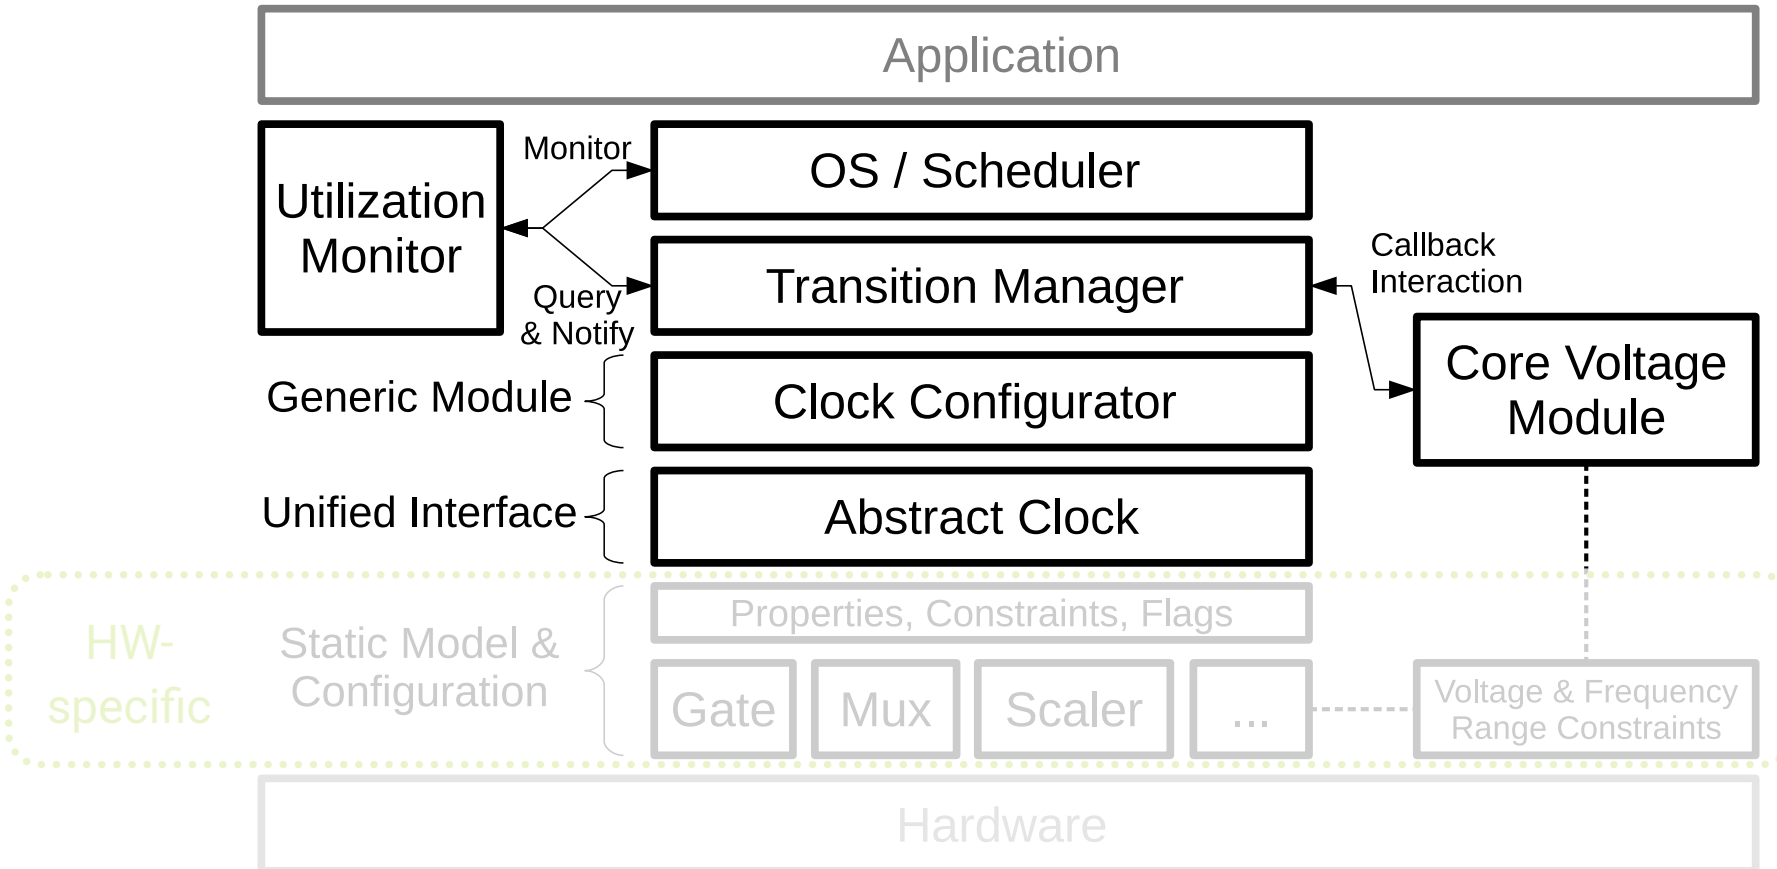 Application
Utilization
Monitor
Monitor
OS / Scheduler
Query
& Notify
Transition Manager
Callback
Interaction
Generic Module
Clock Configurator
Core Voltage
Module
Unified Interface
Abstract Clock
HW-
specific
Static Model &
Configuration
Properties, Constraints, Flags
Gate
Mux
Scaler
...
Voltage & Frequency
Range Constraints
Hardware